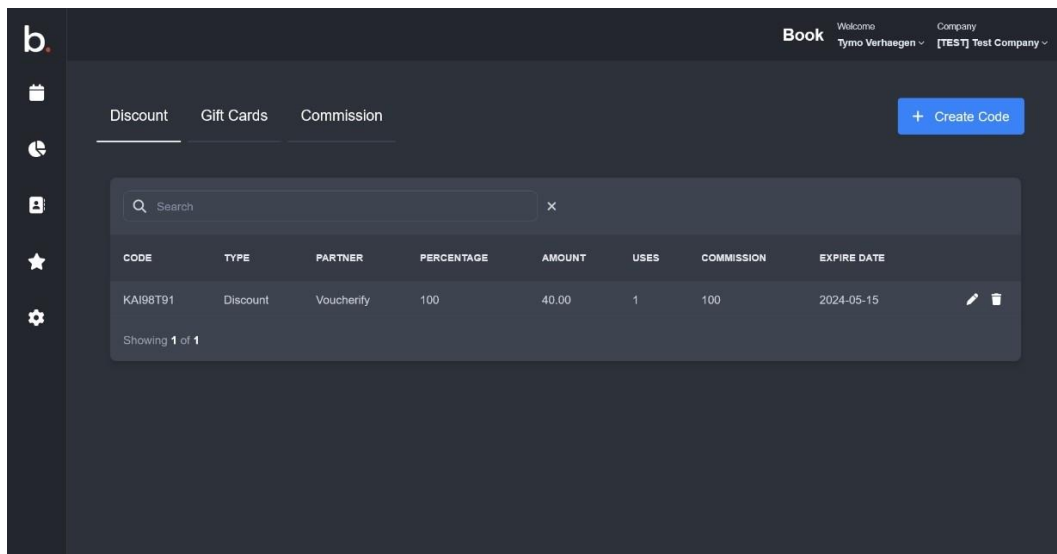 b.
Book
Welcome
Tymo Verhaegen
Company
[TEST] Test Company
Discount Gift Cards Commission
+ Create Code
Search
CODE TYPE PARTNER PERCENTAGE AMOUNT USES COMMISSION EXPIRE DATE
KAI98T91 Discount Voucherify 100 40.00 1 100 2024-05-15
Showing 1 of 1